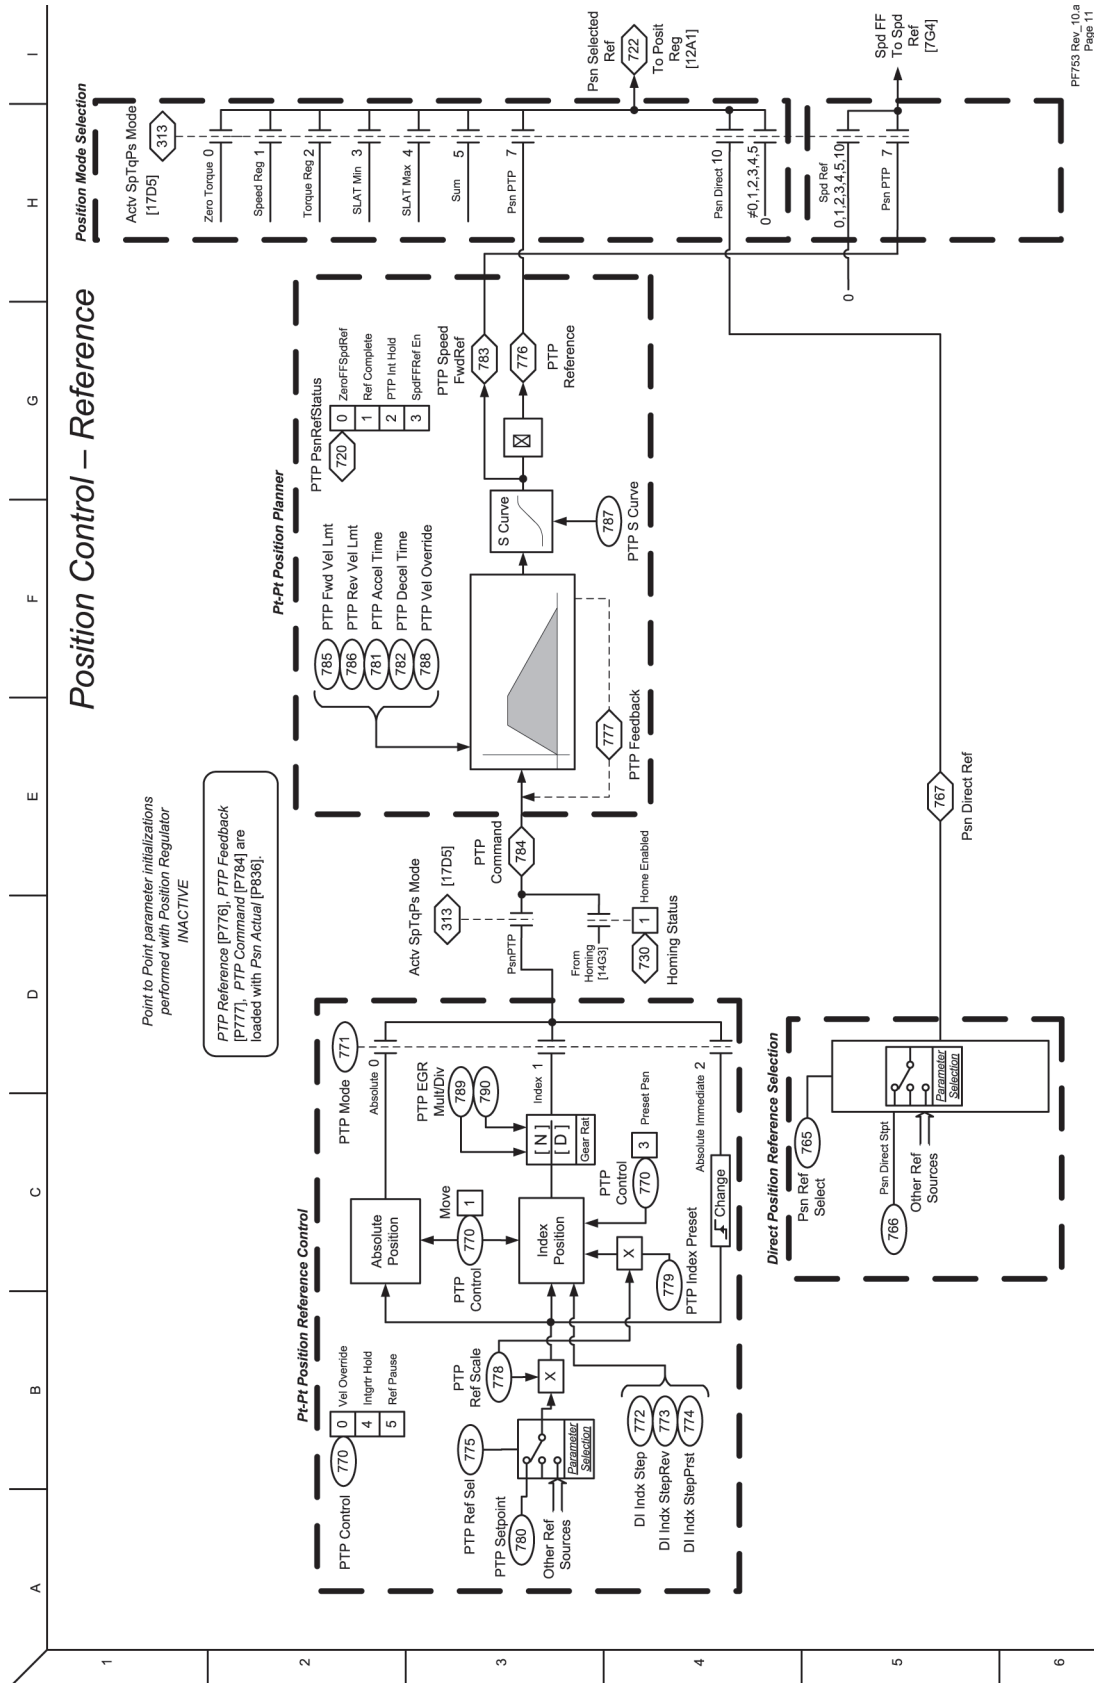 A
B
C
D
E
F
G
H
I
1
2
3
4
5
6
Position Control – Reference
Point to Point parameter initializations
performed with Position Regulator
INACTIVE
PTP Reference [P776], PTP Feedback
[P777], PTP Command [P784] are
loaded with Psn Actual [P836].
Pt-Pt Position Reference Control
PTP Control
770
0 Vel Override
4 Intgrtr Hold
5 Ref Pause
PTP Ref Sel
775
PTP Setpoint
780
Other Ref
Sources
Parameter
Selection
PTP
Ref Scale
778
X
DI Indx Step
772
DI Indx StepRev
773
DI Indx StepPrst
774
Absolute
Position
PTP
Control
770
Move
1
Index
Position
X
779
PTP Index Preset
PTP
Control
770
3 Preset Psn
PTP EGR
Mult/Div
789
790
[ N ]
[ D ]
Gear Rat
Change
PTP Mode
771
Absolute 0
Index 1
Absolute Immediate 2
Actv SpTqPs Mode
313
[17D5]
PsnPTP
From
Homing
[14G3]
730
1 Home Enabled
Homing Status
PTP
Command
784
Pt-Pt Position Planner
785 PTP Fwd Vel Lmt
786 PTP Rev Vel Lmt
781 PTP Accel Time
782 PTP Decel Time
788 PTP Vel Override
777
PTP Feedback
S Curve
787
PTP S Curve
PTP PsnRefStatus
720
0 ZeroFFSpdRef
1 Ref Complete
2 PTP Int Hold
3 SpdFFRef En
PTP Speed
FwdRef
783
776
PTP
Reference
Position Mode Selection
Actv SpTqPs Mode
313
[17D5]
Zero Torque 0
Speed Reg 1
Torque Reg 2
SLAT Min 3
SLAT Max 4
Sum 5
Psn PTP 7
Psn Direct 10
≠0,1,2,3,4,5
0
Spd Ref
0,1,2,3,4,5,10
0
Psn PTP 7
Psn Selected
Ref
722
To Posit
Reg
[12A1]
Spd FF
To Spd
Ref
[7G4]
Direct Position Reference Selection
Psn Ref
Select
765
Psn Direct Stpt
766
Other Ref
Sources
Parameter
Selection
767
Psn Direct Ref
PF753 Rev_10.a
Page 11